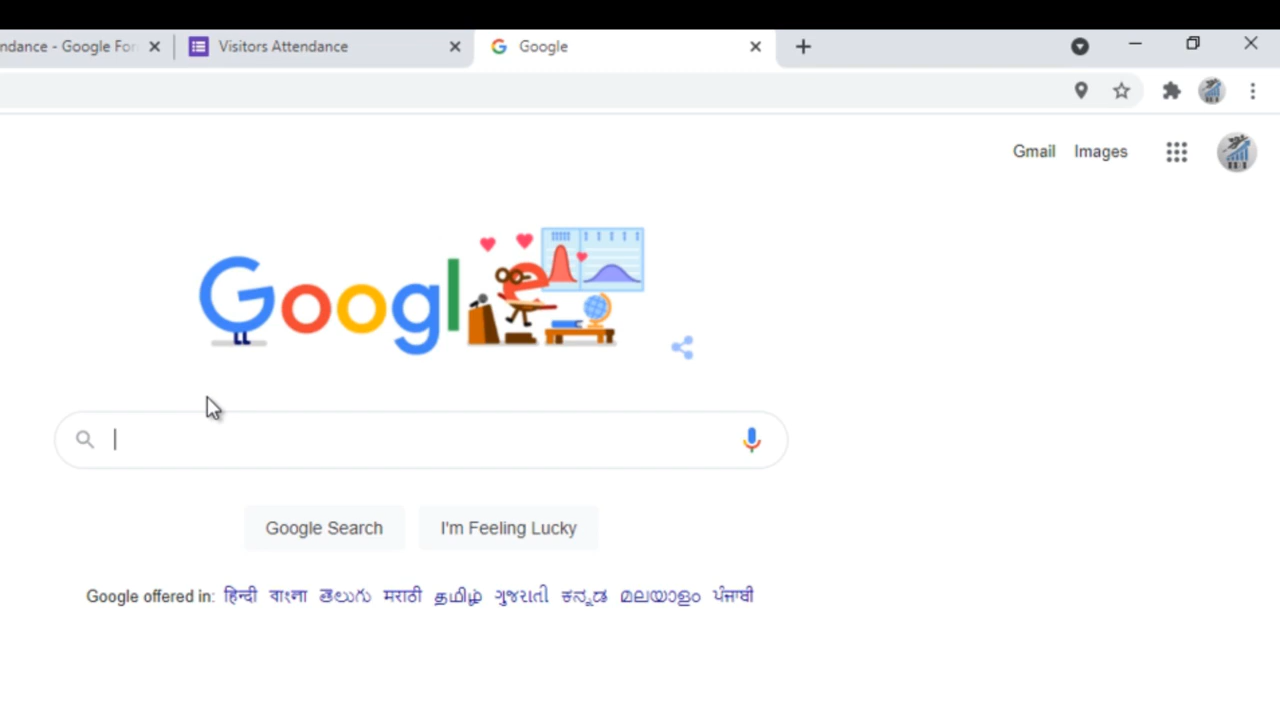 ndance - Google For
Visitors Attendance
Google
Gmail Images
Google
Google Search
I'm Feeling Lucky
Google offered in: हिन्दी বাংলা తెలుగు मराठी தமிழ் ગુજરાતી ಕನ್ನಡ മലയാളം ਪੰਜਾਬੀ